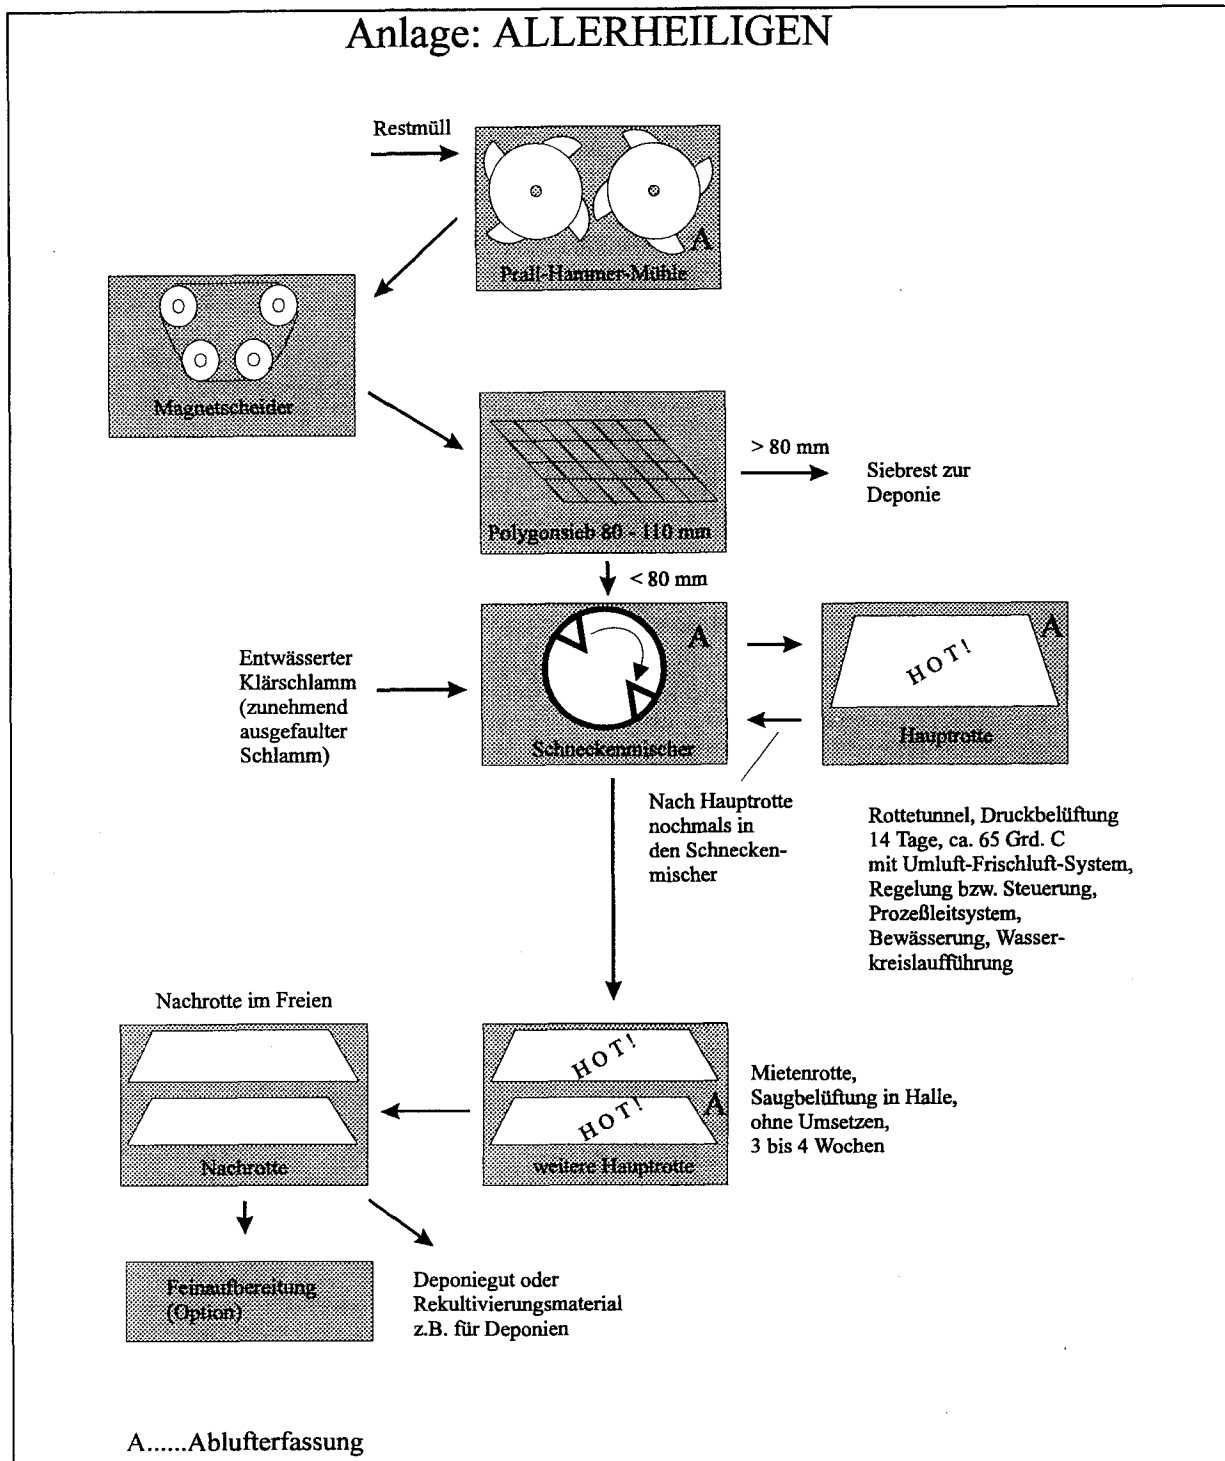 Anlage: ALLERHEILIGEN
Restmüll
A
Prall-Hammer-Mühle
Magnetscheider
> 80 mm
Siebrest zur
Deponie
Polygonsieb 80 - 110 mm
< 80 mm
Entwässerter
Klärschlamm
(zunehmend
ausgefaulter
Schlamm)
A
Schneckenmischer
A
HOT!
Hauptrotte
Nach Hauptrotte
nochmals in
den Schnecken-
mischer
Rottetunnel, Druckbelüftung
14 Tage, ca. 65 Grd. C
mit Umluft-Frischluft-System,
Regelung bzw. Steuerung,
Prozeßleitsystem,
Bewässerung, Wasser-
kreislaufführung
Nachrotte im Freien
Nachrotte
HOT!
HOT!
A
weitere Hauptrotte
Mietenrotte,
Saugbelüftung in Halle,
ohne Umsetzen,
3 bis 4 Wochen
Feinaufbereitung
(Option)
Deponiegut oder
Rekultivierungsmaterial
z.B. für Deponien
A......Ablufterfassung